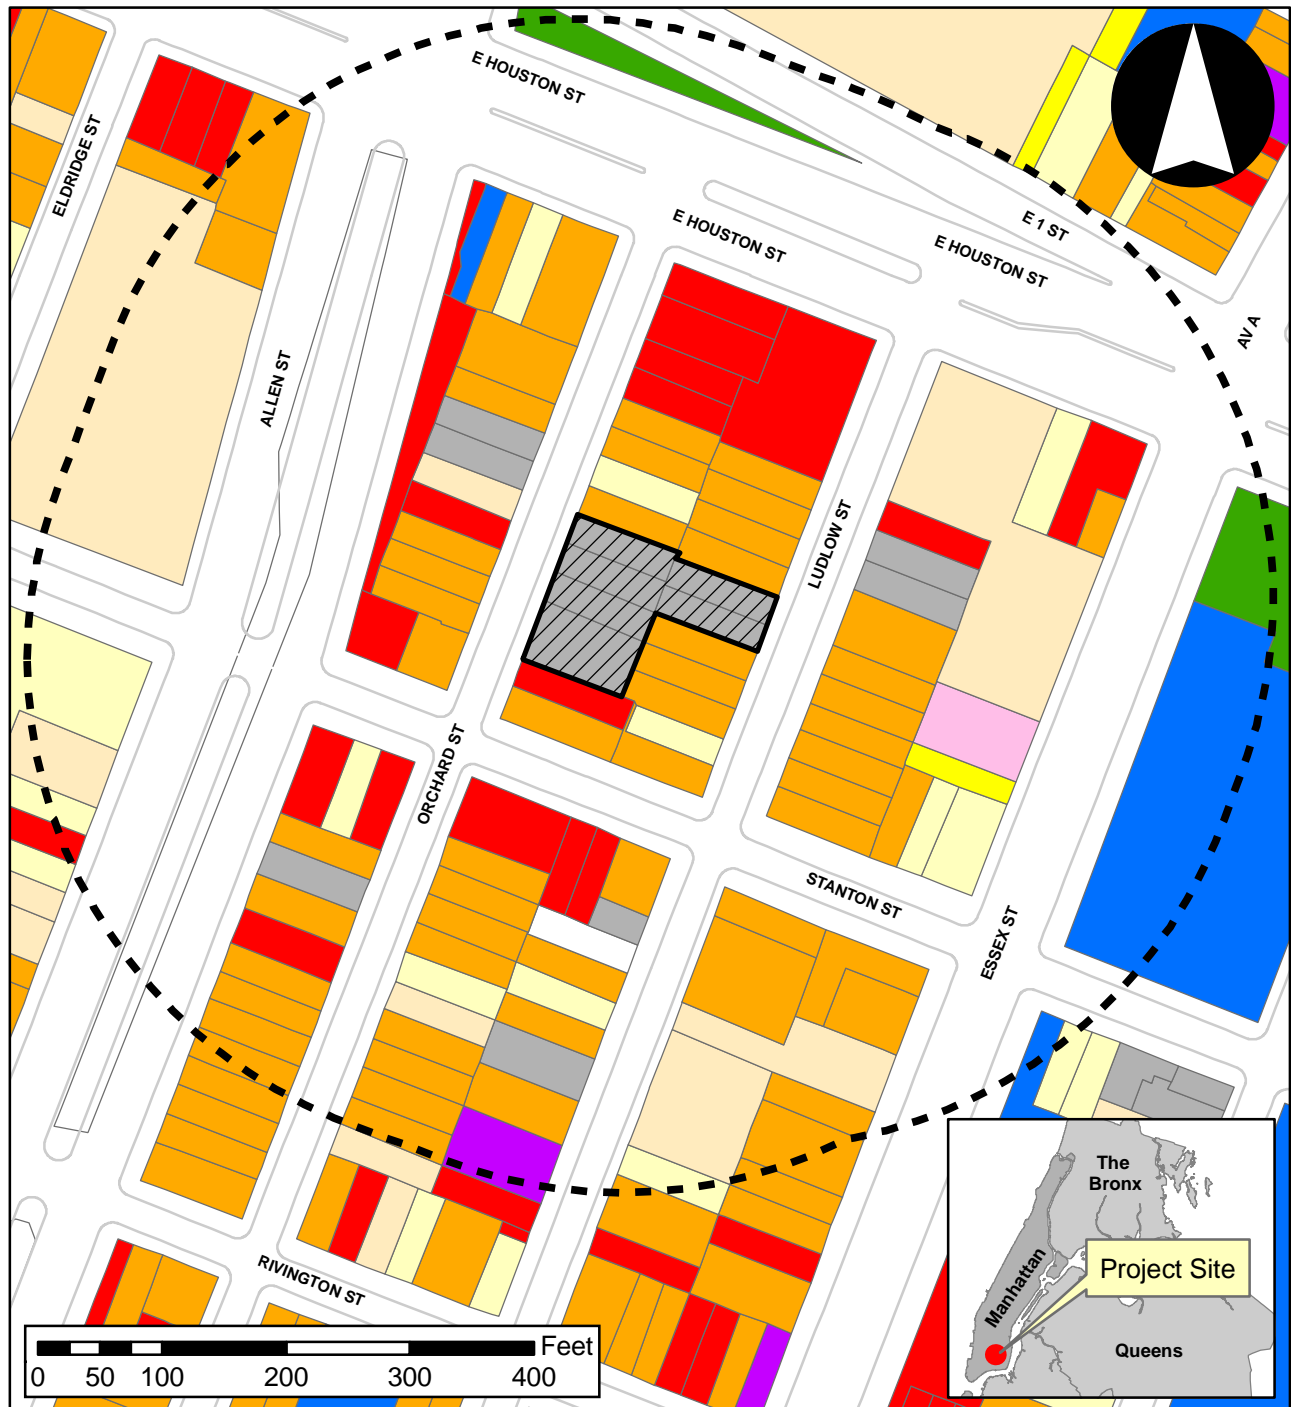 E HOUSTON ST
ELDRIDGE ST
E HOUSTON ST
E 1 ST
E HOUSTON ST
AV A
ALLEN ST
LUDLOW ST
ORCHARD ST
STANTON ST
ESSEX ST
RIVINGTON ST
The
Bronx
Manhattan
Project Site
Queens
Feet
0 50 100 200 300 400